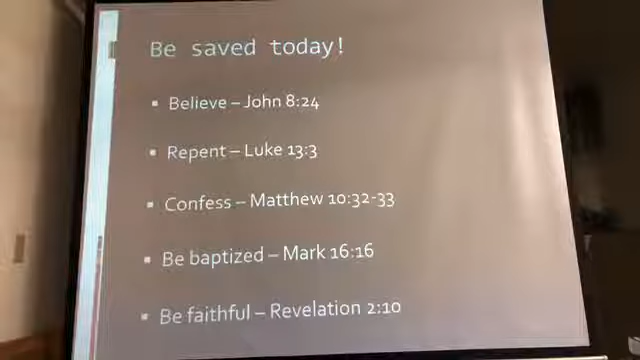 Be saved today!
▪ Believe – John 8:24
▪ Repent – Luke 13:3
▪ Confess – Matthew 10:32-33
▪ Be baptized – Mark 16:16
▪ Be faithful – Revelation 2:10